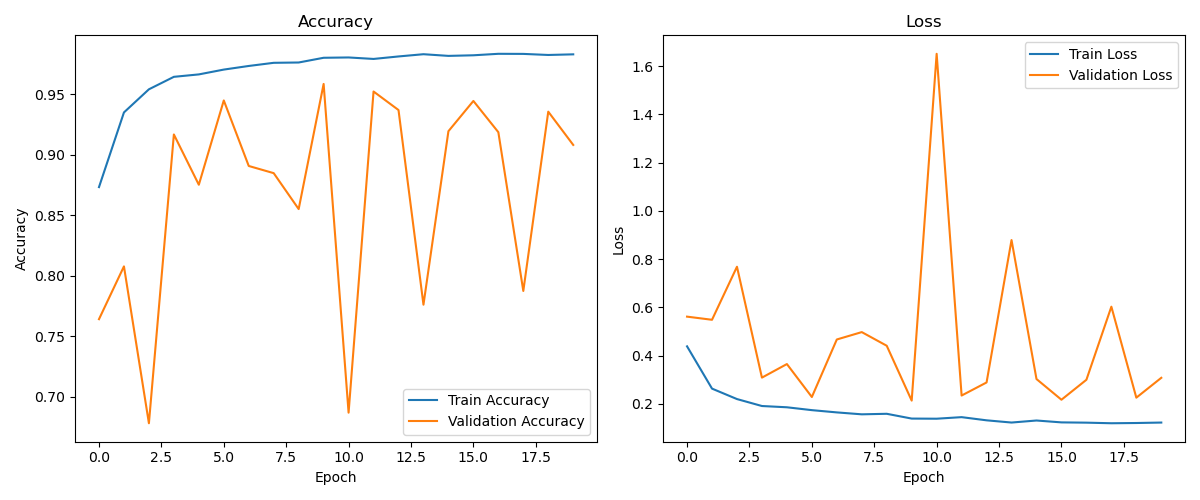 Accuracy
Accuracy
0.95
0.90
0.85
0.80
0.75
0.70
Train Accuracy
Validation Accuracy
0.0 2.5 5.0 7.5 10.0 12.5 15.0 17.5
Epoch
Loss
Loss
1.6
1.4
1.2
1.0
0.8
0.6
0.4
0.2
Train Loss
Validation Loss
0.0 2.5 5.0 7.5 10.0 12.5 15.0 17.5
Epoch